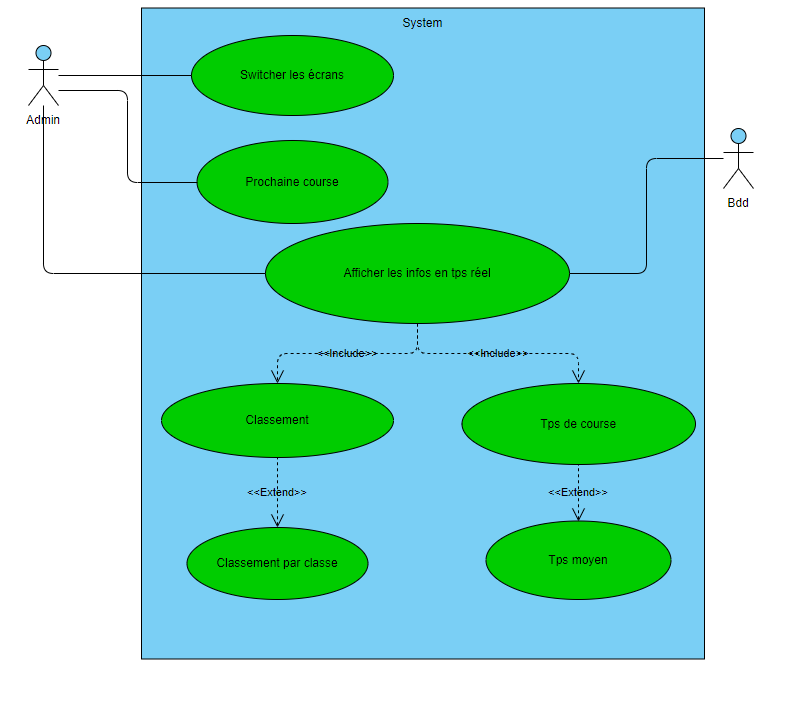 System
Switcher les écrans
Admin
Prochaine course
Bdd
Afficher les infos en tps réel
<<Include>>
<<Include>>
Classement
Tps de course
<<Extend>>
<<Extend>>
Classement par classe
Tps moyen